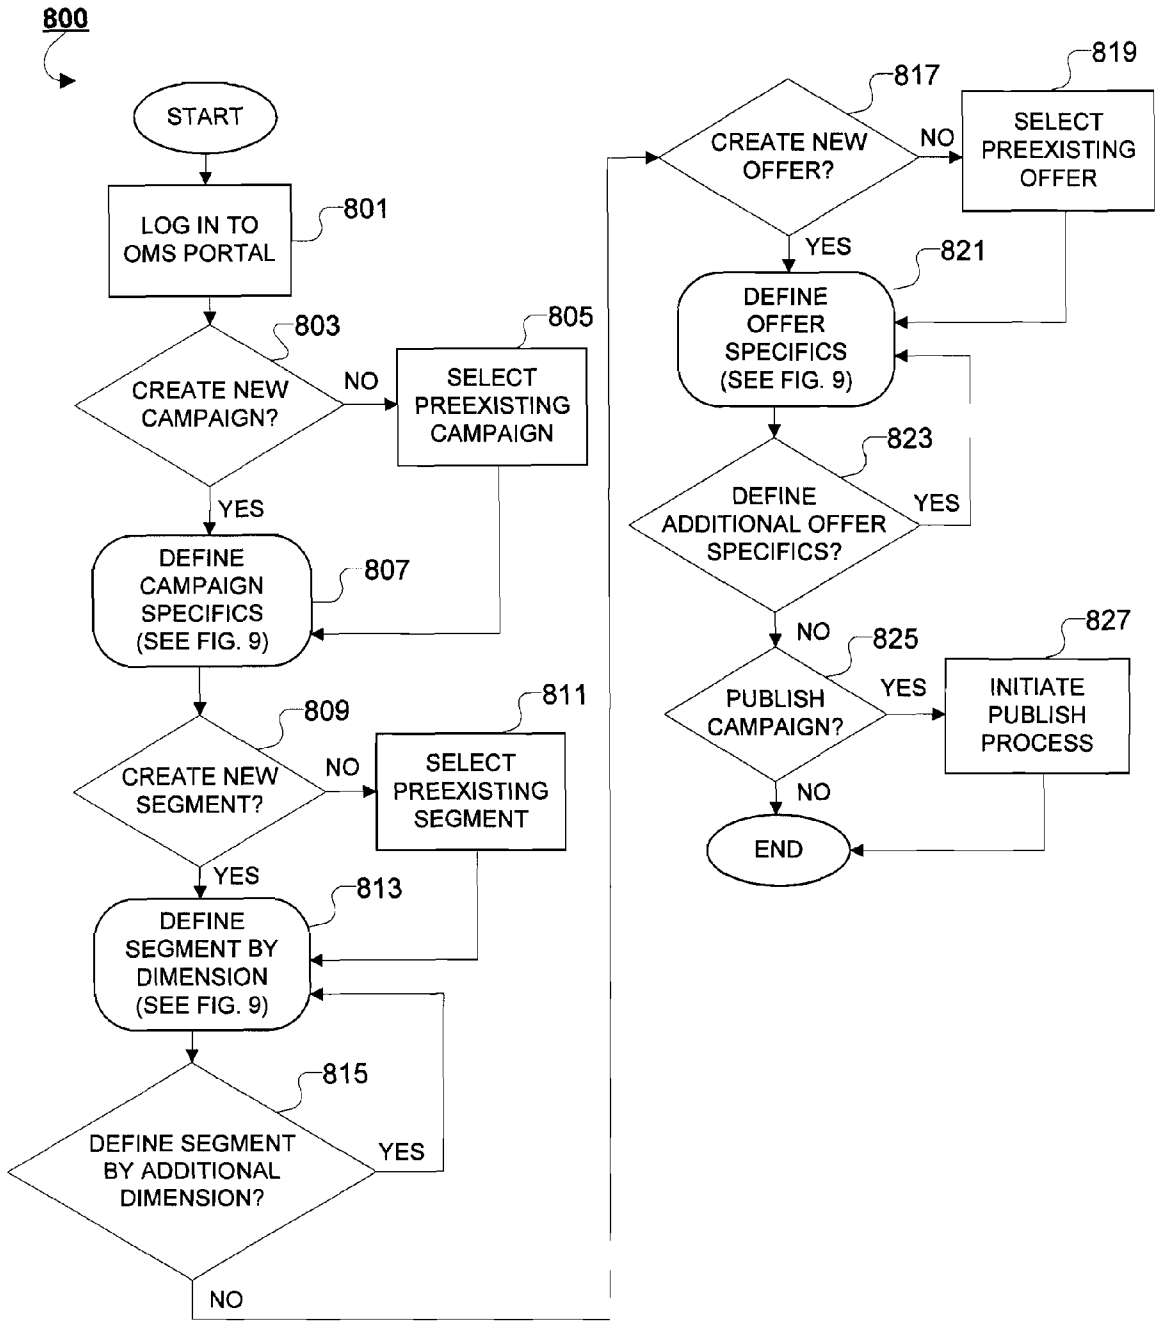 800
START
LOG IN TO
OMS PORTAL
801
CREATE NEW
CAMPAIGN?
803
NO
SELECT
PREEXISTING
CAMPAIGN
805
YES
DEFINE
CAMPAIGN
SPECIFICS
(SEE FIG. 9)
807
CREATE NEW
SEGMENT?
809
NO
SELECT
PREEXISTING
SEGMENT
811
YES
DEFINE
SEGMENT BY
DIMENSION
(SEE FIG. 9)
813
DEFINE SEGMENT
BY ADDITIONAL
DIMENSION?
815
YES
NO
CREATE NEW
OFFER?
817
NO
SELECT
PREEXISTING
OFFER
819
YES
DEFINE
OFFER
SPECIFICS
(SEE FIG. 9)
821
DEFINE
ADDITIONAL OFFER
SPECIFICS?
823
YES
NO
PUBLISH
CAMPAIGN?
825
YES
INITIATE
PUBLISH
PROCESS
827
NO
END